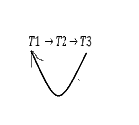 T1 → T2 → T3